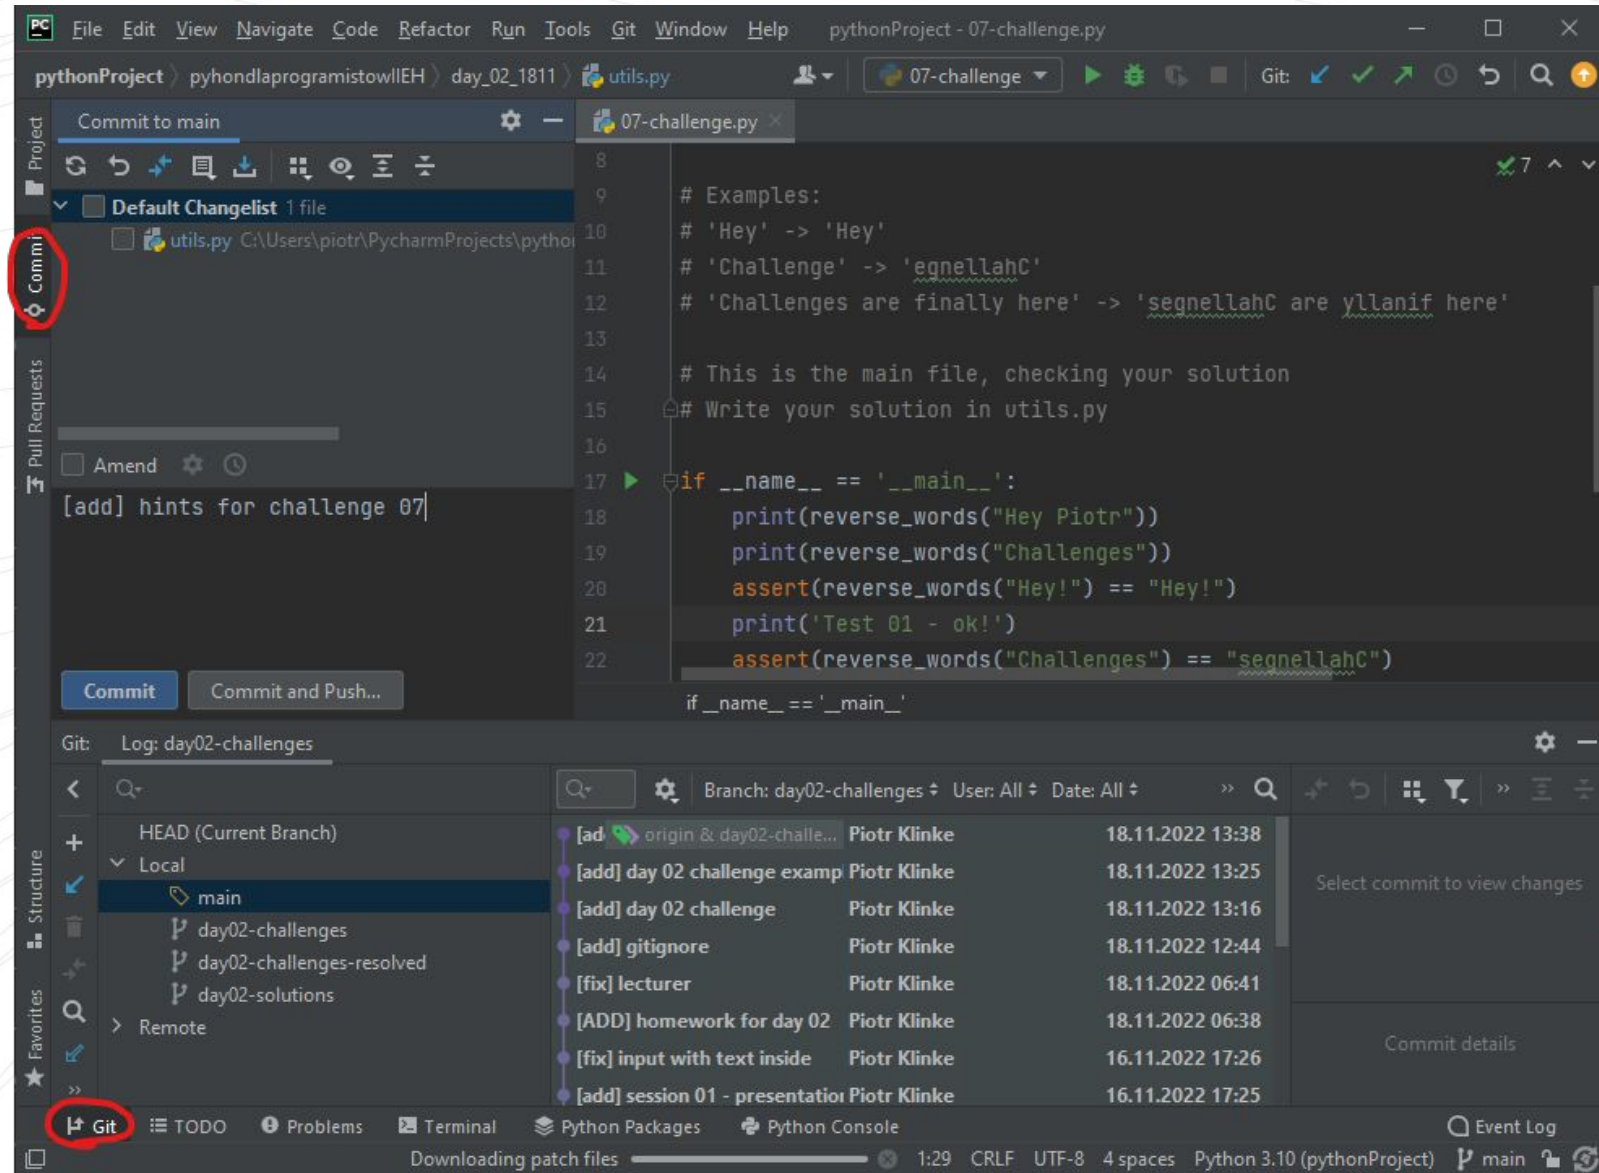 PC File Edit View Navigate Code Refactor Run Tools Git Window Help pythonProject - 07-challenge.py
pythonProject pyhondlaprogramistowIIEH day_02_1811 utils.py 07-challenge Git:
Project
Commit
Pull Requests
Structure
Favorites
Commit to main
Default Changelist 1 file
utils.py C:\Users\piotr\PycharmProjects\pytho
Amend
[add] hints for challenge 07
Commit Commit and Push...
07-challenge.py
7
8
9 # Examples:
10 # 'Hey' -> 'Hey'
11 # 'Challenge' -> 'egnellahC'
12 # 'Challenges are finally here' -> 'segnellahC are yllanif here'
13
14 # This is the main file, checking your solution
15 # Write your solution in utils.py
16
17 if __name__ == '__main__':
18 print(reverse_words("Hey Piotr"))
19 print(reverse_words("Challenges"))
20 assert(reverse_words("Hey!") == "Hey!")
21 print('Test 01 - ok!')
22 assert(reverse_words("Challenges") == "segnellahC")
if __name__ == '__main__'
Git: Log: day02-challenges
HEAD (Current Branch)
Local
main
day02-challenges
day02-challenges-resolved
day02-solutions
Remote
Branch: day02-challenges User: All Date: All
[ad origin & day02-challe... Piotr Klinke 18.11.2022 13:38
[add] day 02 challenge examp Piotr Klinke 18.11.2022 13:25
[add] day 02 challenge Piotr Klinke 18.11.2022 13:16
[add] gitignore Piotr Klinke 18.11.2022 12:44
[fix] lecturer Piotr Klinke 18.11.2022 06:41
[ADD] homework for day 02 Piotr Klinke 18.11.2022 06:38
[fix] input with text inside Piotr Klinke 16.11.2022 17:26
[add] session 01 - presentatio Piotr Klinke 16.11.2022 17:25
Select commit to view changes
Commit details
Git TODO Problems Terminal Python Packages Python Console Event Log
Downloading patch files 1:29 CRLF UTF-8 4 spaces Python 3.10 (pythonProject) main